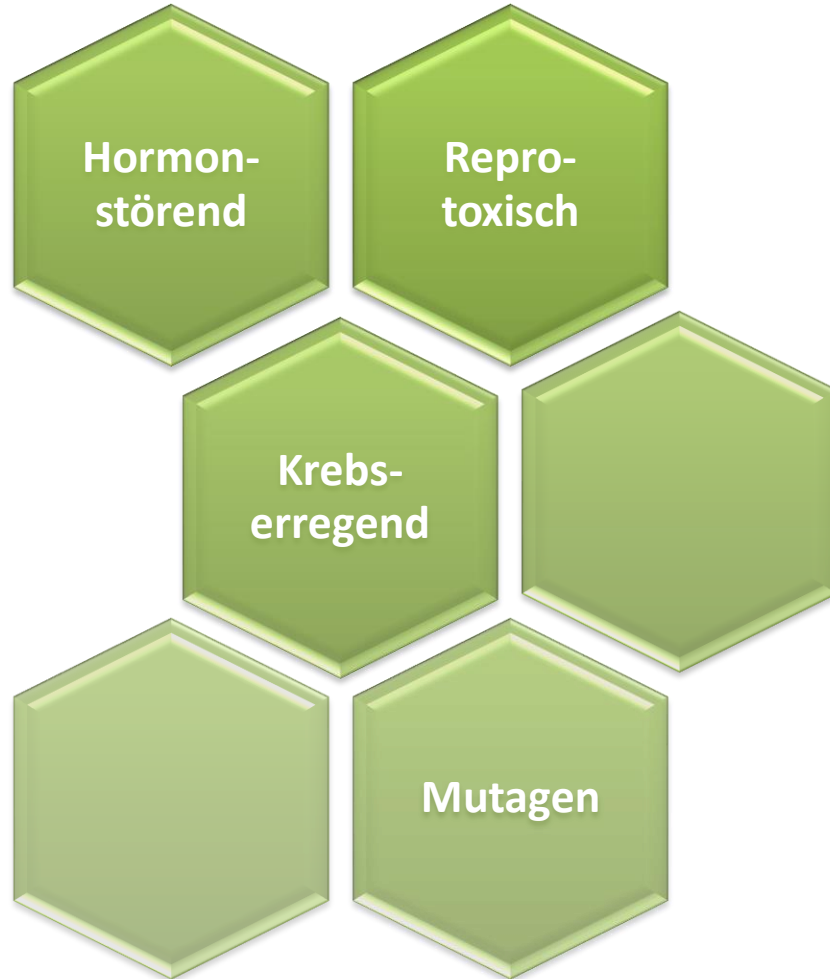 Hormon-
störend
Repro-
toxisch
Krebs-
erregend
Mutagen